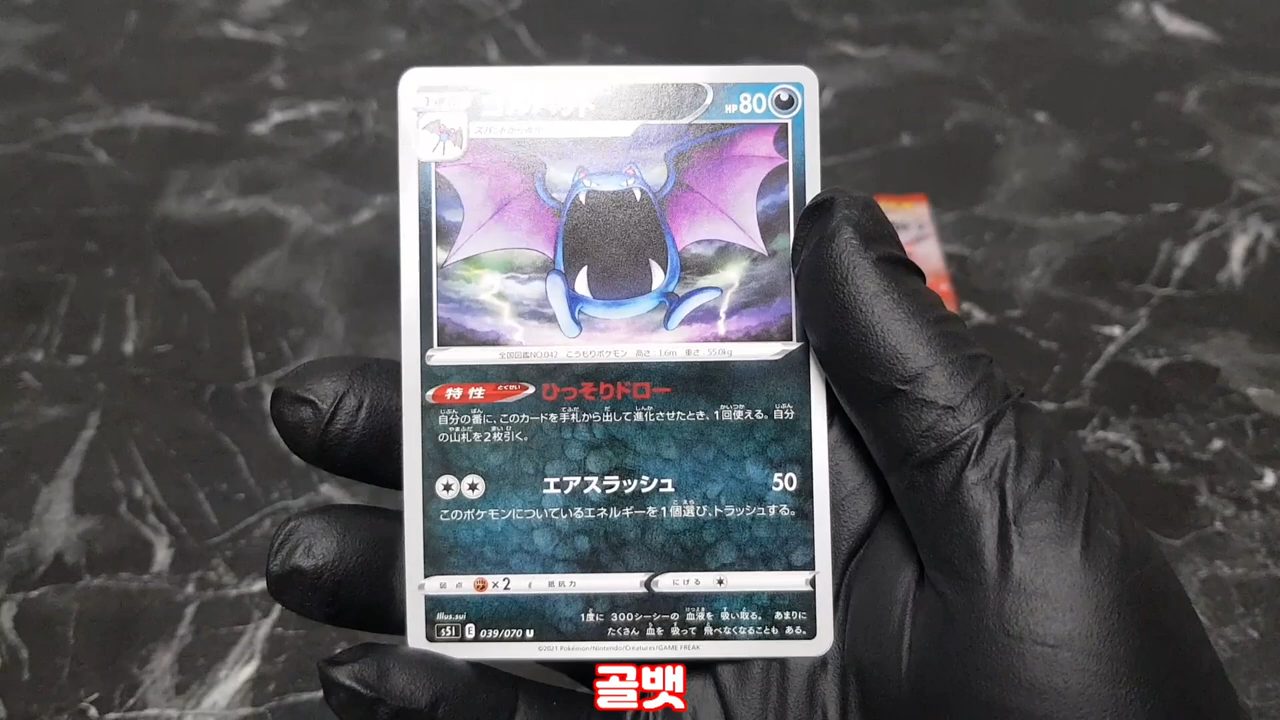 HP 80
全国図鑑NO.042 こうもりポケモン 高さ:1.6m 重さ:55.0kg
特性 とくせい ひっそりドロー
自分の番に、このカードを手札から出して進化させたとき、1回使える。自分
の山札を2枚引く。
エアスラッシュ 50
このポケモンについているエネルギーを1個選び、トラッシュする。
弱点 ×2 抵抗力 にげる
Illus.sui
1度に 300シーシーの 血液を 吸い取る。 あまりに
たくさん 血を 吸って 飛べなくなることも ある。
s5I E 039/070 U
©2021 Pokémon/Nintendo/Creatures/GAME FREAK
골뱃